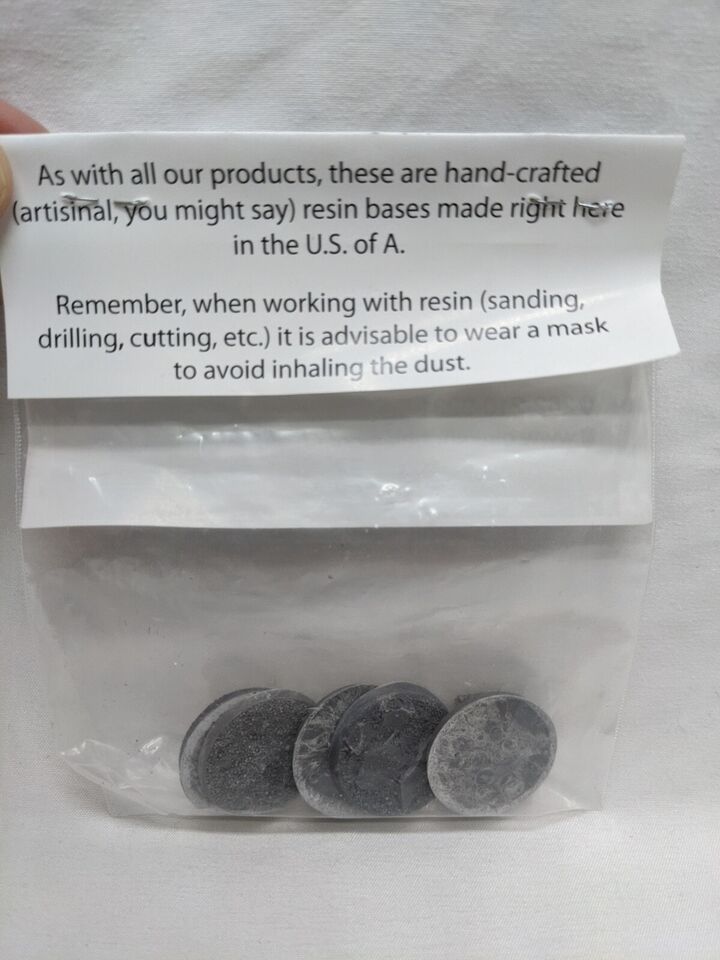 As with all our products, these are hand-crafted
(artisinal, you might say) resin bases made right here
in the U.S. of A.
Remember, when working with resin (sanding,
drilling, cutting, etc.) it is advisable to wear a mask
to avoid inhaling the dust.